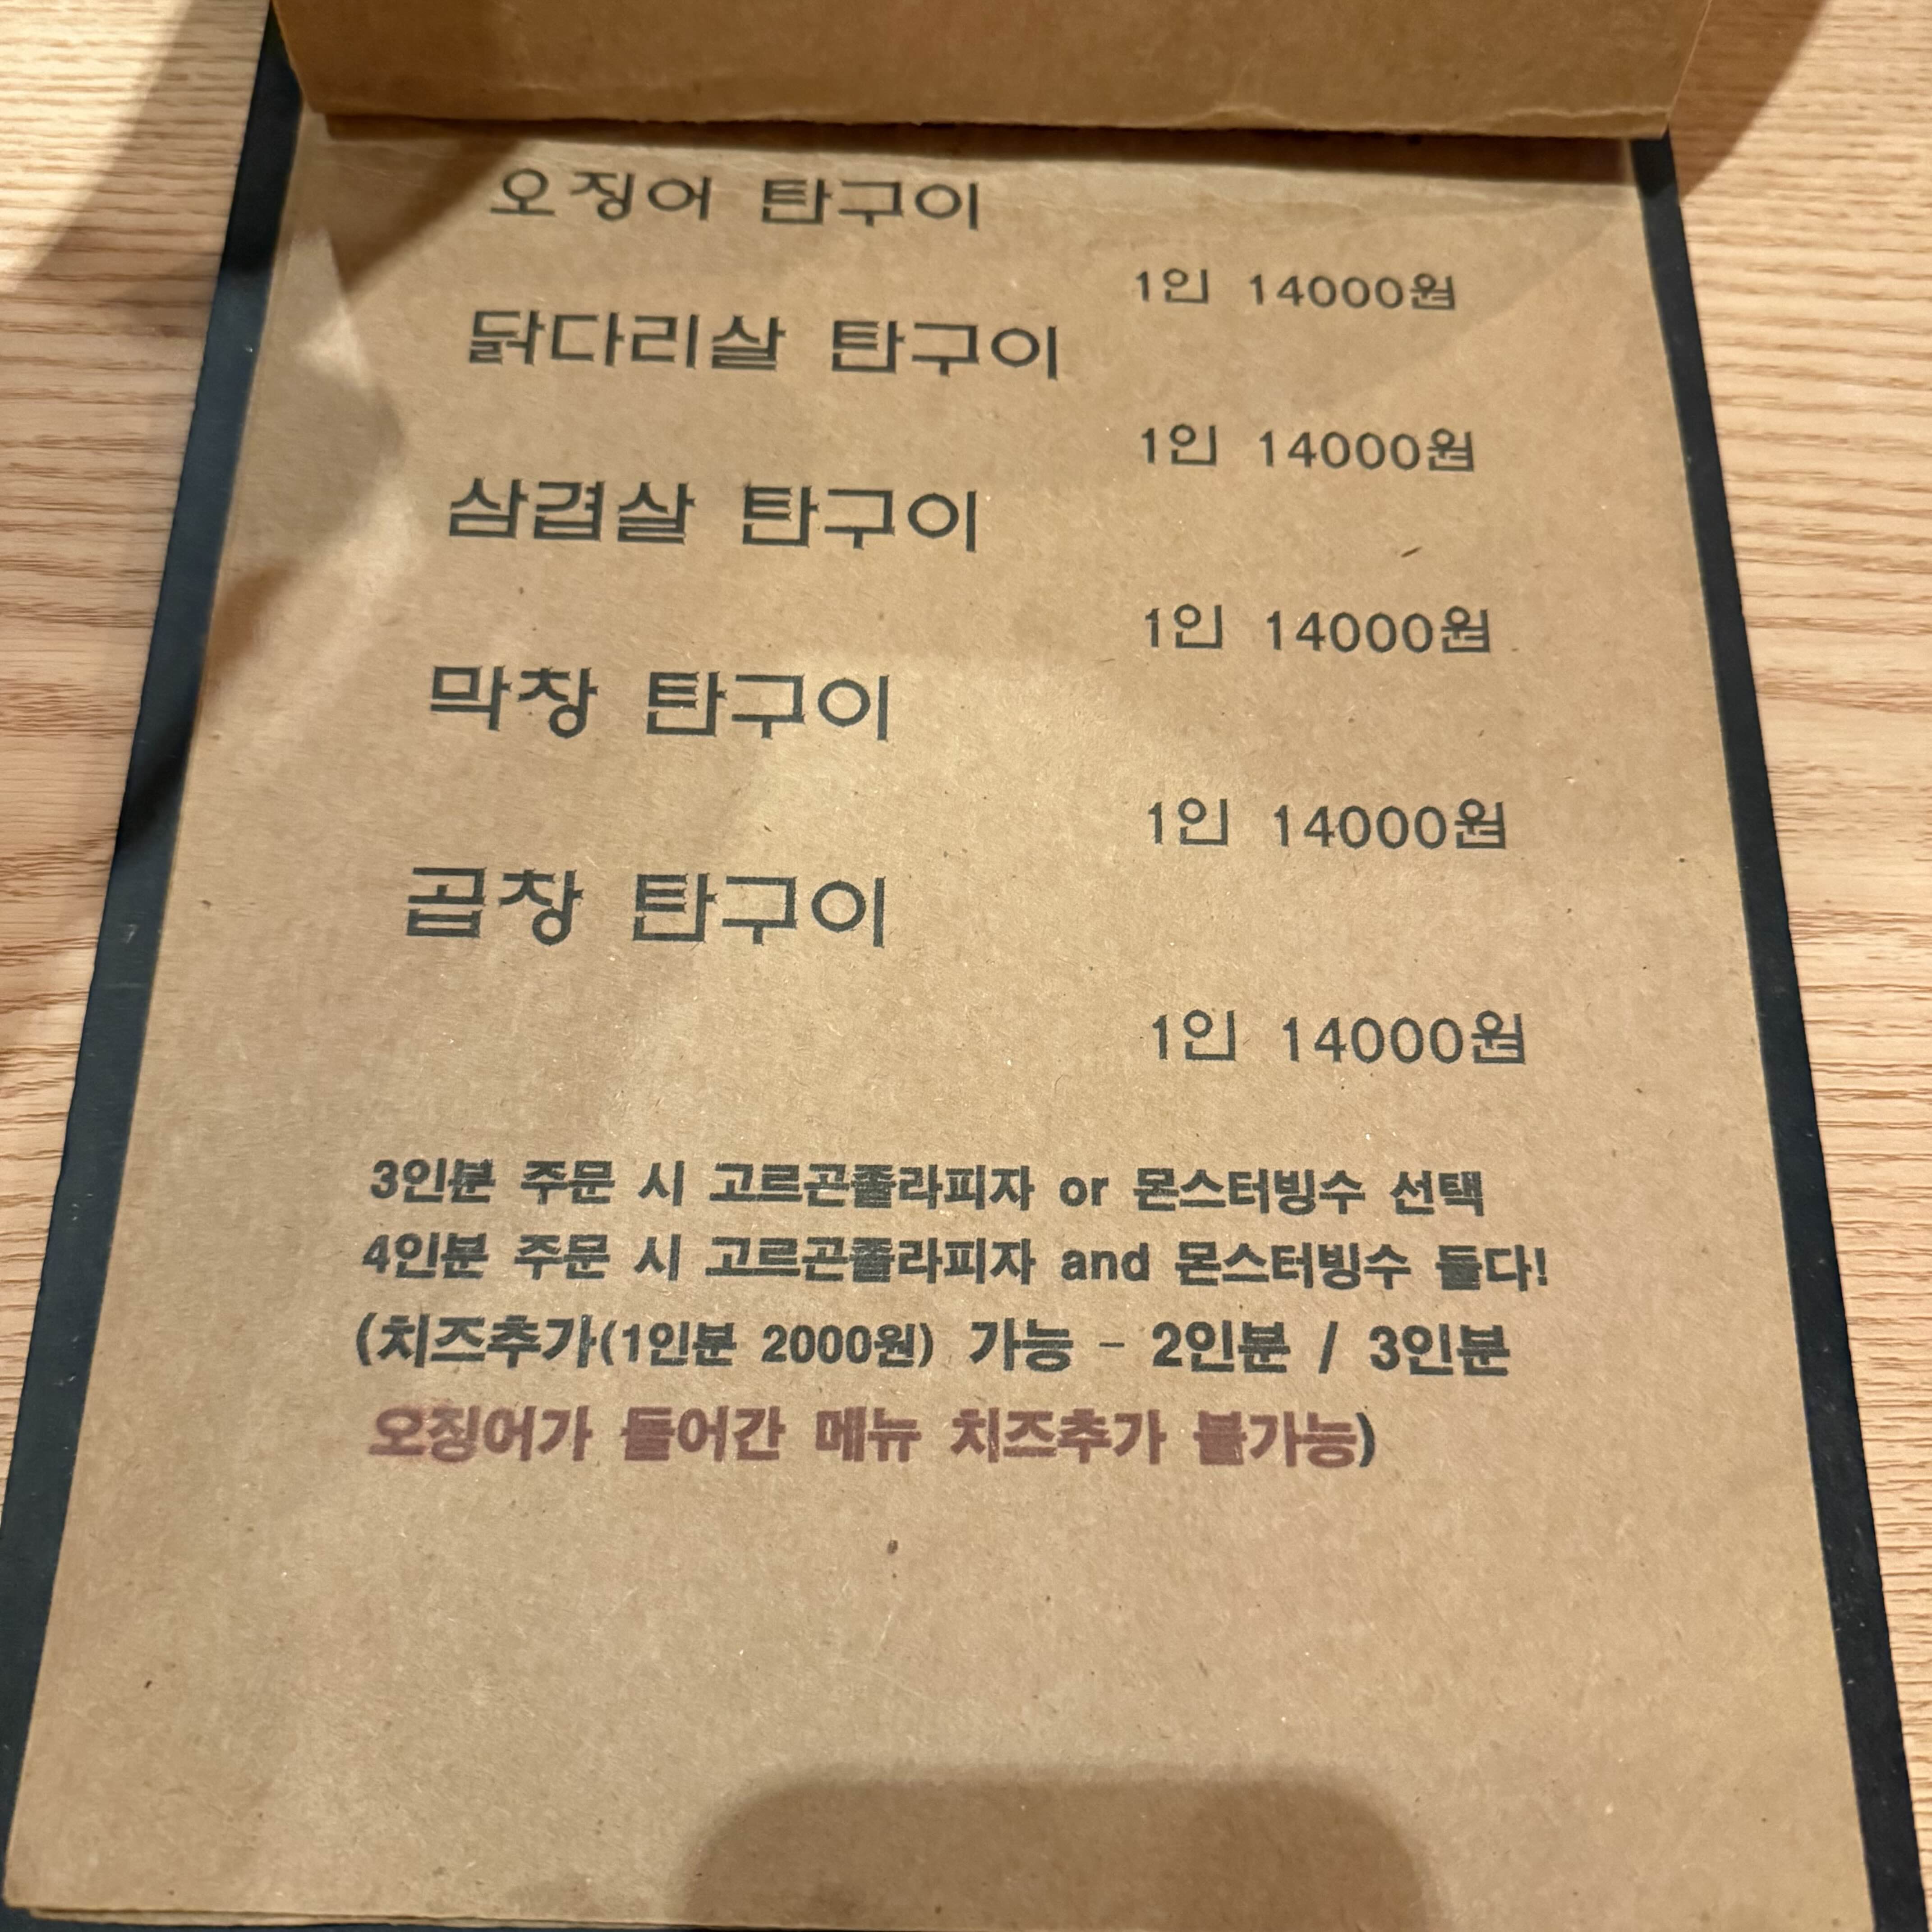 오징어 탄구이
1인 14000원
닭다리살 탄구이
1인 14000원
삼겹살 탄구이
1인 14000원
막창 탄구이
1인 14000원
곱창 탄구이
1인 14000원
3인분 주문 시 고르곤졸라피자 or 몬스터빙수 선택
4인분 주문 시 고르곤졸라피자 and 몬스터빙수 둘다!
(치즈추가(1인분 2000원) 가능 - 2인분 / 3인분
오징어가 들어간 메뉴 치즈추가 불가능)